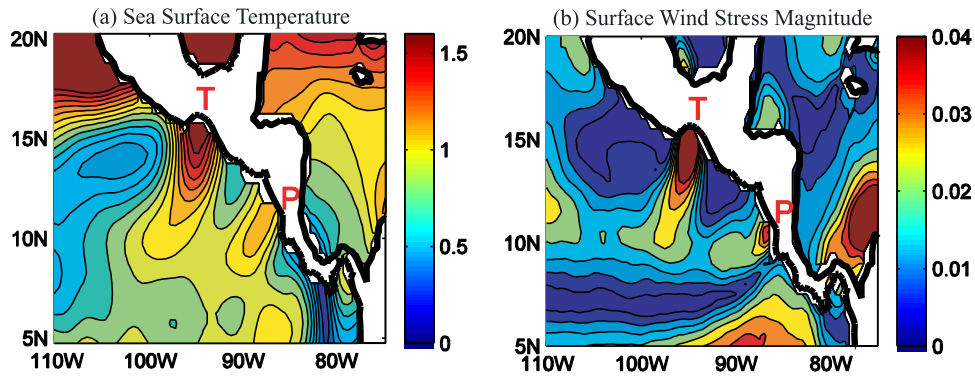 (a) Sea Surface Temperature
(b) Surface Wind Stress Magnitude
20N
15N
10N
5N
110W 100W 90W 80W
T
P
1.5
1
0.5
0
20N
15N
10N
5N
110W 100W 90W 80W
T
P
0.04
0.03
0.02
0.01
0